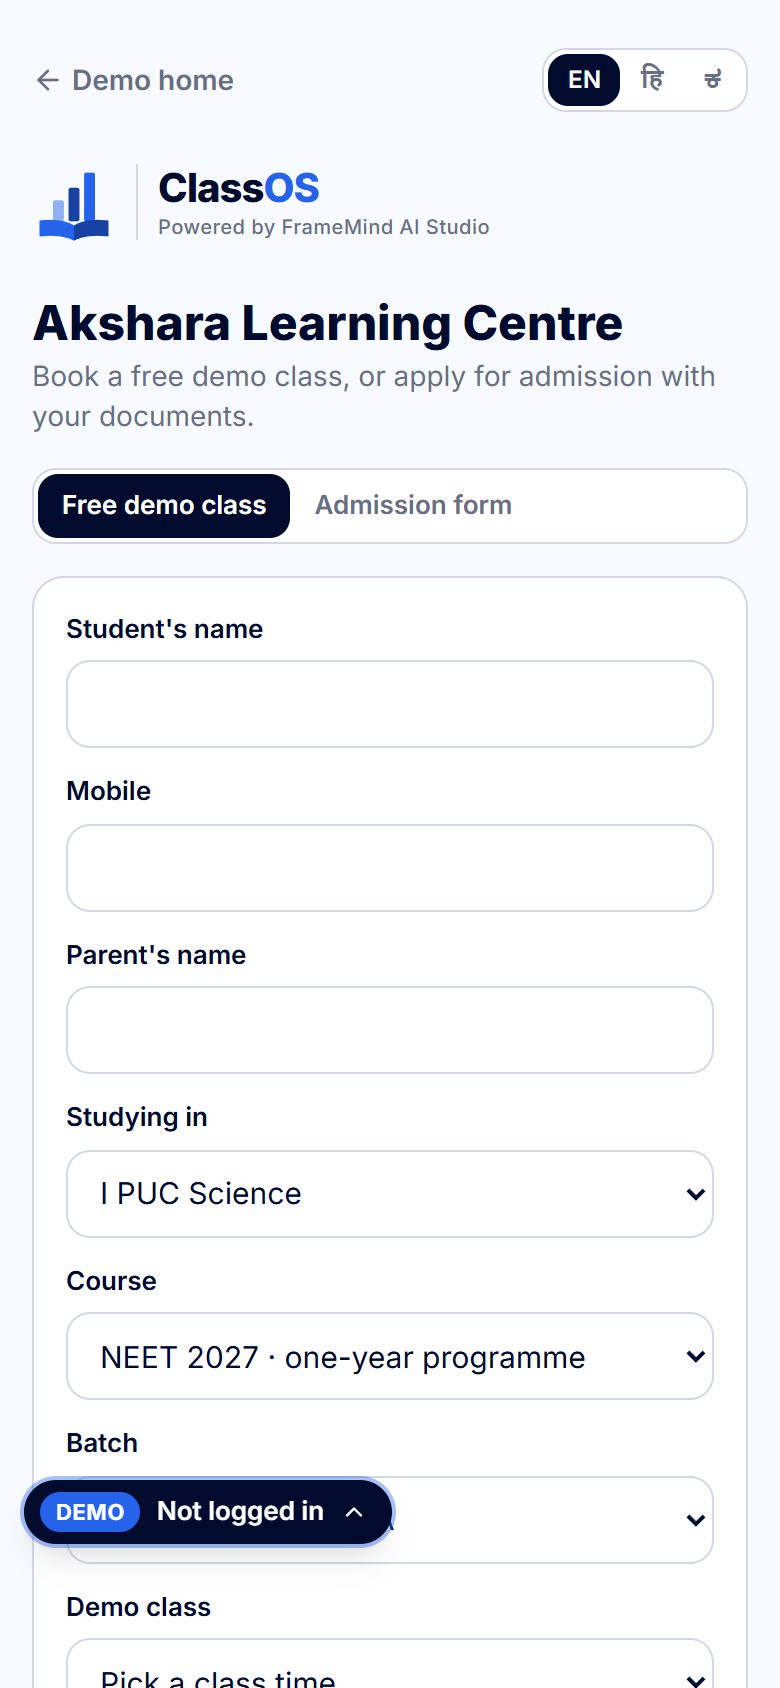 Demo home
EN हि ಕ
ClassOS
Powered by FrameMind AI Studio
Akshara Learning Centre
Book a free demo class, or apply for admission with
your documents.
Free demo class Admission form
Student's name
Mobile
Parent's name
Studying in
I PUC Science
Course
NEET 2027 · one-year programme
Batch
DEMO Not logged in
Demo class
Pick a class time